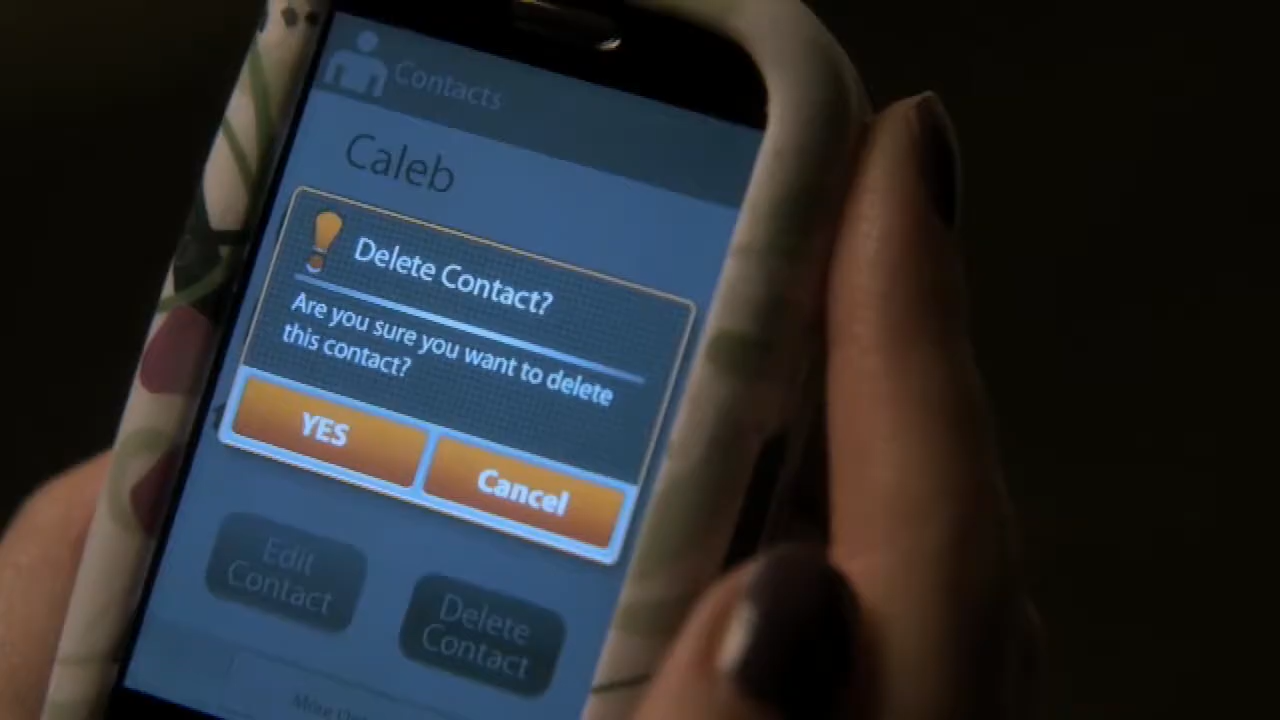 Contacts
Caleb
Delete Contact?
Are you sure you want to delete
this contact?
YES
Cancel
Edit
Contact
Delete
Contact